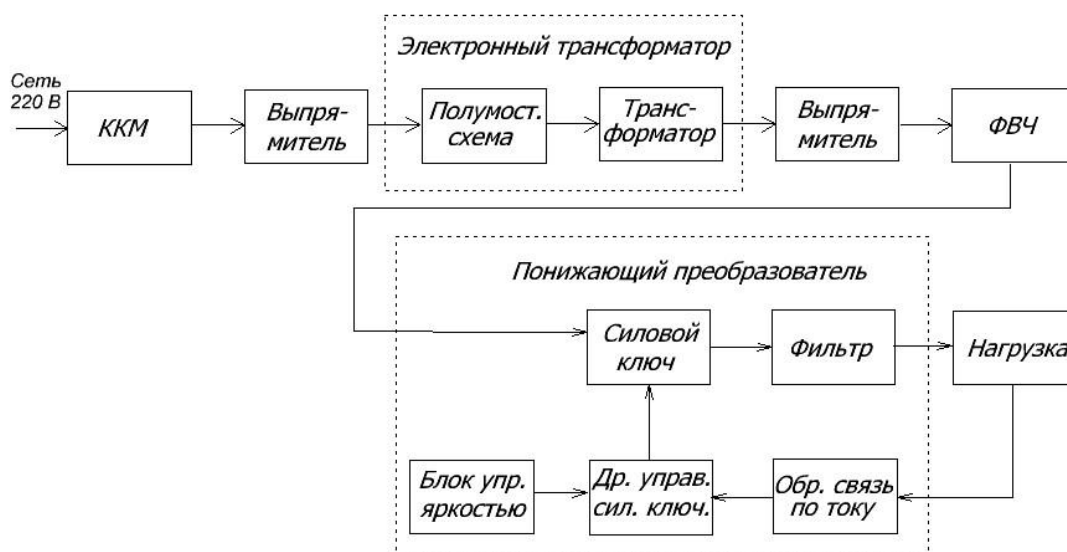 Электронный трансформатор
Сеть
220 В
ККМ
Выпря-
митель
Полумост.
схема
Транс-
форматор
Выпря-
митель
ФВЧ
Понижающий преобразователь
Силовой
ключ
Фильтр
Нагрузка
Блок упр.
яркостью
Др. управ.
сил. ключ.
Обр. связь
по току